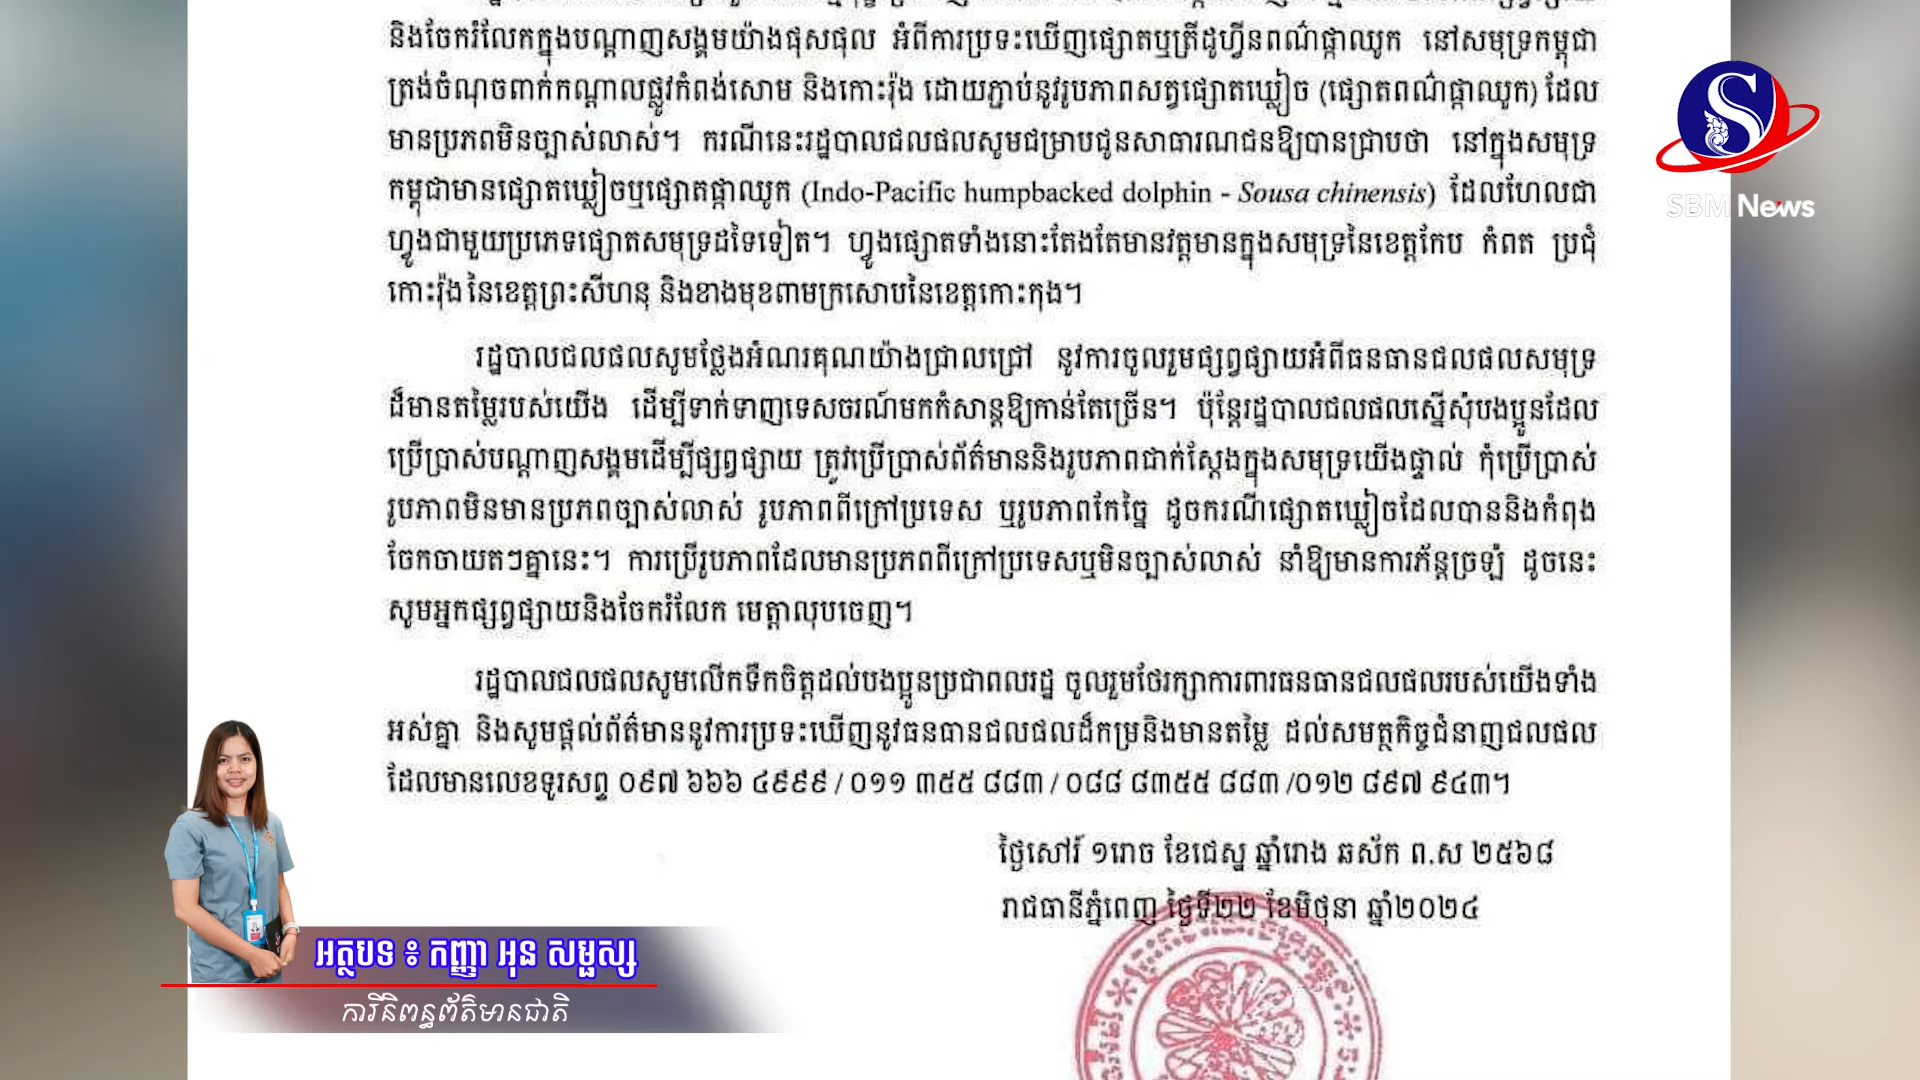 និងចែករំលែកក្នុងបណ្តាញសង្គមយ៉ាងផុសផុល អំពីការប្រទះឃើញផ្សោតឬត្រីដូហ្វីនពណ៌ផ្កាឈូក នៅសមុទ្រកម្ពុជា
ត្រង់ចំណុចពាក់កណ្តាលផ្លូវកំពង់សោម និងកោះរ៉ុង ដោយភ្ជាប់នូវរូបភាពសត្វផ្សោតឃ្លៀច (ផ្សោតពណ៌ផ្កាឈូក) ដែល
មានប្រភពមិនច្បាស់លាស់។ ករណីនេះរដ្ឋបាលជលផលសូមជម្រាបជូនសាធារណជនឱ្យបានជ្រាបថា នៅក្នុងសមុទ្រ
កម្ពុជាមានផ្សោតឃ្លៀចឬផ្សោតផ្កាឈូក (Indo-Pacific humpbacked dolphin - Sousa chinensis) ដែលហែលជា
ហ្វូងជាមួយប្រភេទផ្សោតសមុទ្រដទៃទៀត។ ហ្វូងផ្សោតទាំងនោះតែងតែមានវត្តមានក្នុងសមុទ្រនៃខេត្តកែប កំពត ប្រជុំ
កោះរ៉ុង នៃខេត្តព្រះសីហនុ និងខាងមុខពាមក្រសោបនៃខេត្តកោះកុង។
រដ្ឋបាលជលផលសូមថ្លែងអំណរគុណយ៉ាងជ្រាលជ្រៅ នូវការចូលរួមផ្សព្វផ្សាយអំពីធនធានជលផលសមុទ្រ
ដ៏មានតម្លៃរបស់យើង ដើម្បីទាក់ទាញទេសចរណ៍មកកំសាន្តឱ្យកាន់តែច្រើន។ ប៉ុន្តែរដ្ឋបាលជលផលស្នើសុំបងប្អូនដែល
ប្រើប្រាស់បណ្តាញសង្គមដើម្បីផ្សព្វផ្សាយ ត្រូវប្រើប្រាស់ព័ត៌មាននិងរូបភាពជាក់ស្តែងក្នុងសមុទ្រយើងផ្ទាល់ កុំប្រើប្រាស់
រូបភាពមិនមានប្រភពច្បាស់លាស់ រូបភាពពីក្រៅប្រទេស ឬរូបភាពកែច្នៃ ដូចករណីផ្សោតឃ្លៀចដែលបាននិងកំពុង
ចែកចាយតៗគ្នានេះ។ ការប្រើរូបភាពដែលមានប្រភពពីក្រៅប្រទេសឬមិនច្បាស់លាស់ នាំឱ្យមានការភ័ន្តច្រឡំ ដូចនេះ
សូមអ្នកផ្សព្វផ្សាយនិងចែករំលែក មេត្តាលុបចេញ។
រដ្ឋបាលជលផលសូមលើកទឹកចិត្តដល់បងប្អូនប្រជាពលរដ្ឋ ចូលរួមថែរក្សាការពារធនធានជលផលរបស់យើងទាំង
អស់គ្នា និងសូមផ្តល់ព័ត៌មាននូវការប្រទះឃើញនូវធនធានជលផលដ៏កម្រនិងមានតម្លៃ ដល់សមត្ថកិច្ចជំនាញជលផល
ដែលមានលេខទូរសព្ទ ០៩៧ ៦៦៦ ៤៩៩៩ / ០១១ ៣៥៥ ៨៨៣ / ០៨៨ ៨៣៥៥ ៨៨៣ /០១២ ៨៩៧ ៩៤៣។
ថ្ងៃសៅរ៍ ១រោច ខែជេស្ឋ ឆ្នាំរោង ឆស័ក ព.ស ២៥៦៨
រាជធានីភ្នំពេញ ថ្ងៃទី២២ ខែមិថុនា ឆ្នាំ២០២៤
SBM News
អត្ថបទ ៖ កញ្ញា អុន សម្ផស្ស
ការិនិពន្ធព័ត៌មានជាតិ